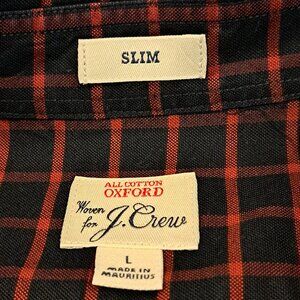 SLIM
ALL COTTON
OXFORD
Woven
for J.Crew
L
MADE IN
MAURITIUS